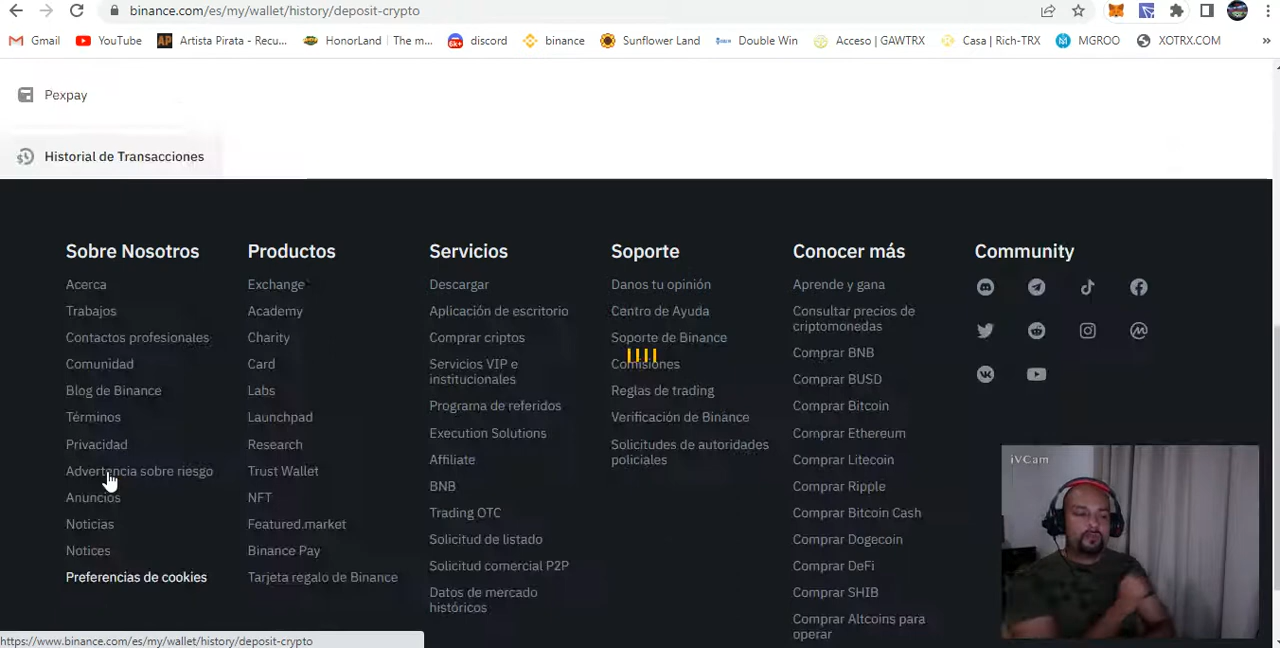 binance.com/es/my/wallet/history/deposit-crypto
Gmail YouTube Artista Pirata - Recu... HonorLand | The m... discord binance Sunflower Land Double Win Acceso | GAWTRX Casa | Rich-TRX MGROO XOTRX.COM »
Pexpay
Historial de Transacciones
Sobre Nosotros
Acerca
Trabajos
Contactos profesionales
Comunidad
Blog de Binance
Términos
Privacidad
Advertencia sobre riesgo
Anuncios
Noticias
Notices
Preferencias de cookies
Productos
Exchange
Academy
Charity
Card
Labs
Launchpad
Research
Trust Wallet
NFT
Featured.market
Binance Pay
Tarjeta regalo de Binance
Servicios
Descargar
Aplicación de escritorio
Comprar criptos
Servicios VIP e
institucionales
Programa de referidos
Execution Solutions
Affiliate
BNB
Trading OTC
Solicitud de listado
Solicitud comercial P2P
Datos de mercado
históricos
Soporte
Danos tu opinión
Centro de Ayuda
Soporte de Binance
Comisiones
Reglas de trading
Verificación de Binance
Solicitudes de autoridades
policiales
Conocer más
Aprende y gana
Consultar precios de
criptomonedas
Comprar BNB
Comprar BUSD
Comprar Bitcoin
Comprar Ethereum
Comprar Litecoin
Comprar Ripple
Comprar Bitcoin Cash
Comprar Dogecoin
Comprar DeFi
Comprar SHIB
Comprar Altcoins para
operar
Community
iVCam
https://www.binance.com/es/my/wallet/history/deposit-crypto